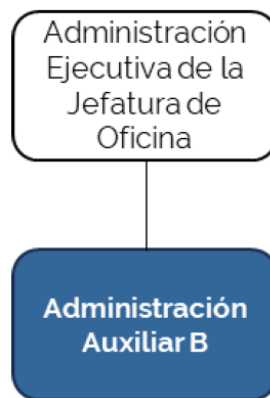 Administración
Ejecutiva de la
Jefatura de
Oficina
Administración
Auxiliar B